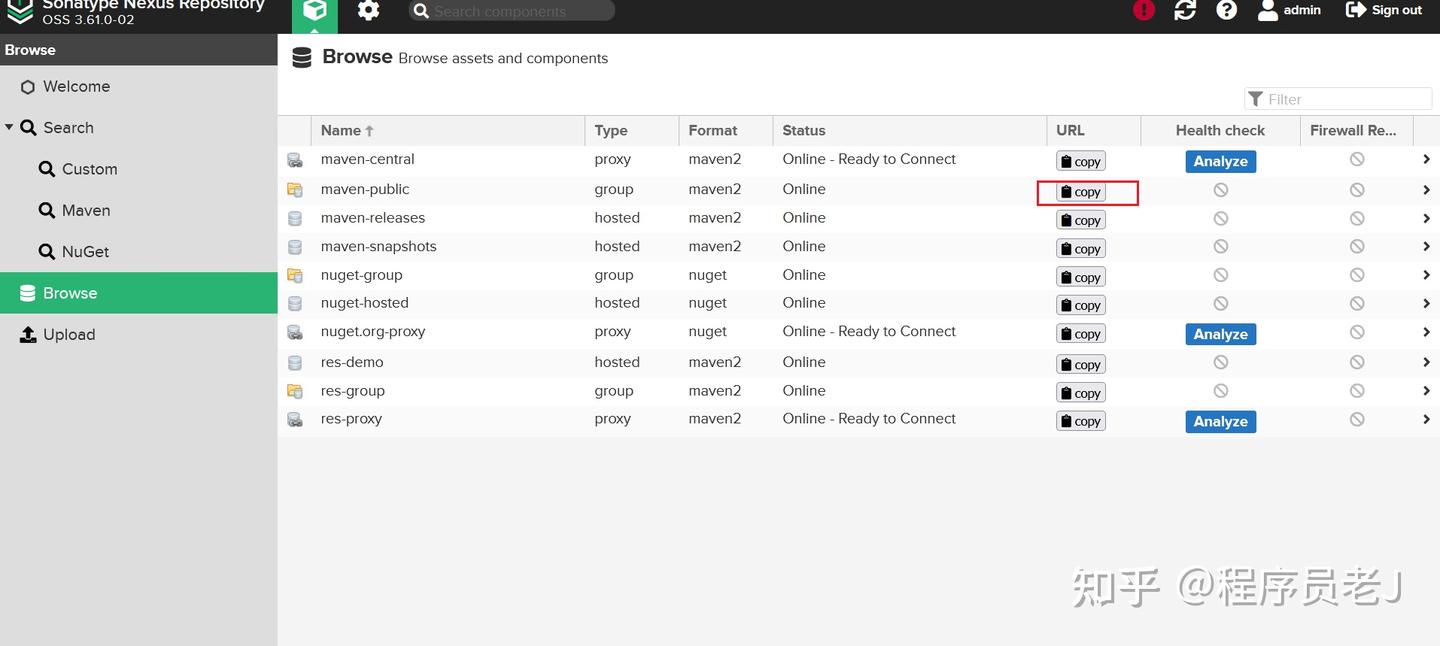 Sonatype Nexus Repository
OSS 3.61.0-02
Search components
admin
Sign out
Browse
Welcome
Search
Custom
Maven
NuGet
Browse
Upload
Browse Browse assets and components
Filter
Name Type Format Status URL Health check Firewall Re...
maven-central proxy maven2 Online - Ready to Connect copy Analyze
maven-public group maven2 Online copy
maven-releases hosted maven2 Online copy
maven-snapshots hosted maven2 Online copy
nuget-group group nuget Online copy
nuget-hosted hosted nuget Online copy
nuget.org-proxy proxy nuget Online - Ready to Connect copy Analyze
res-demo hosted maven2 Online copy
res-group group maven2 Online copy
res-proxy proxy maven2 Online - Ready to Connect copy Analyze
知乎 @程序员老J